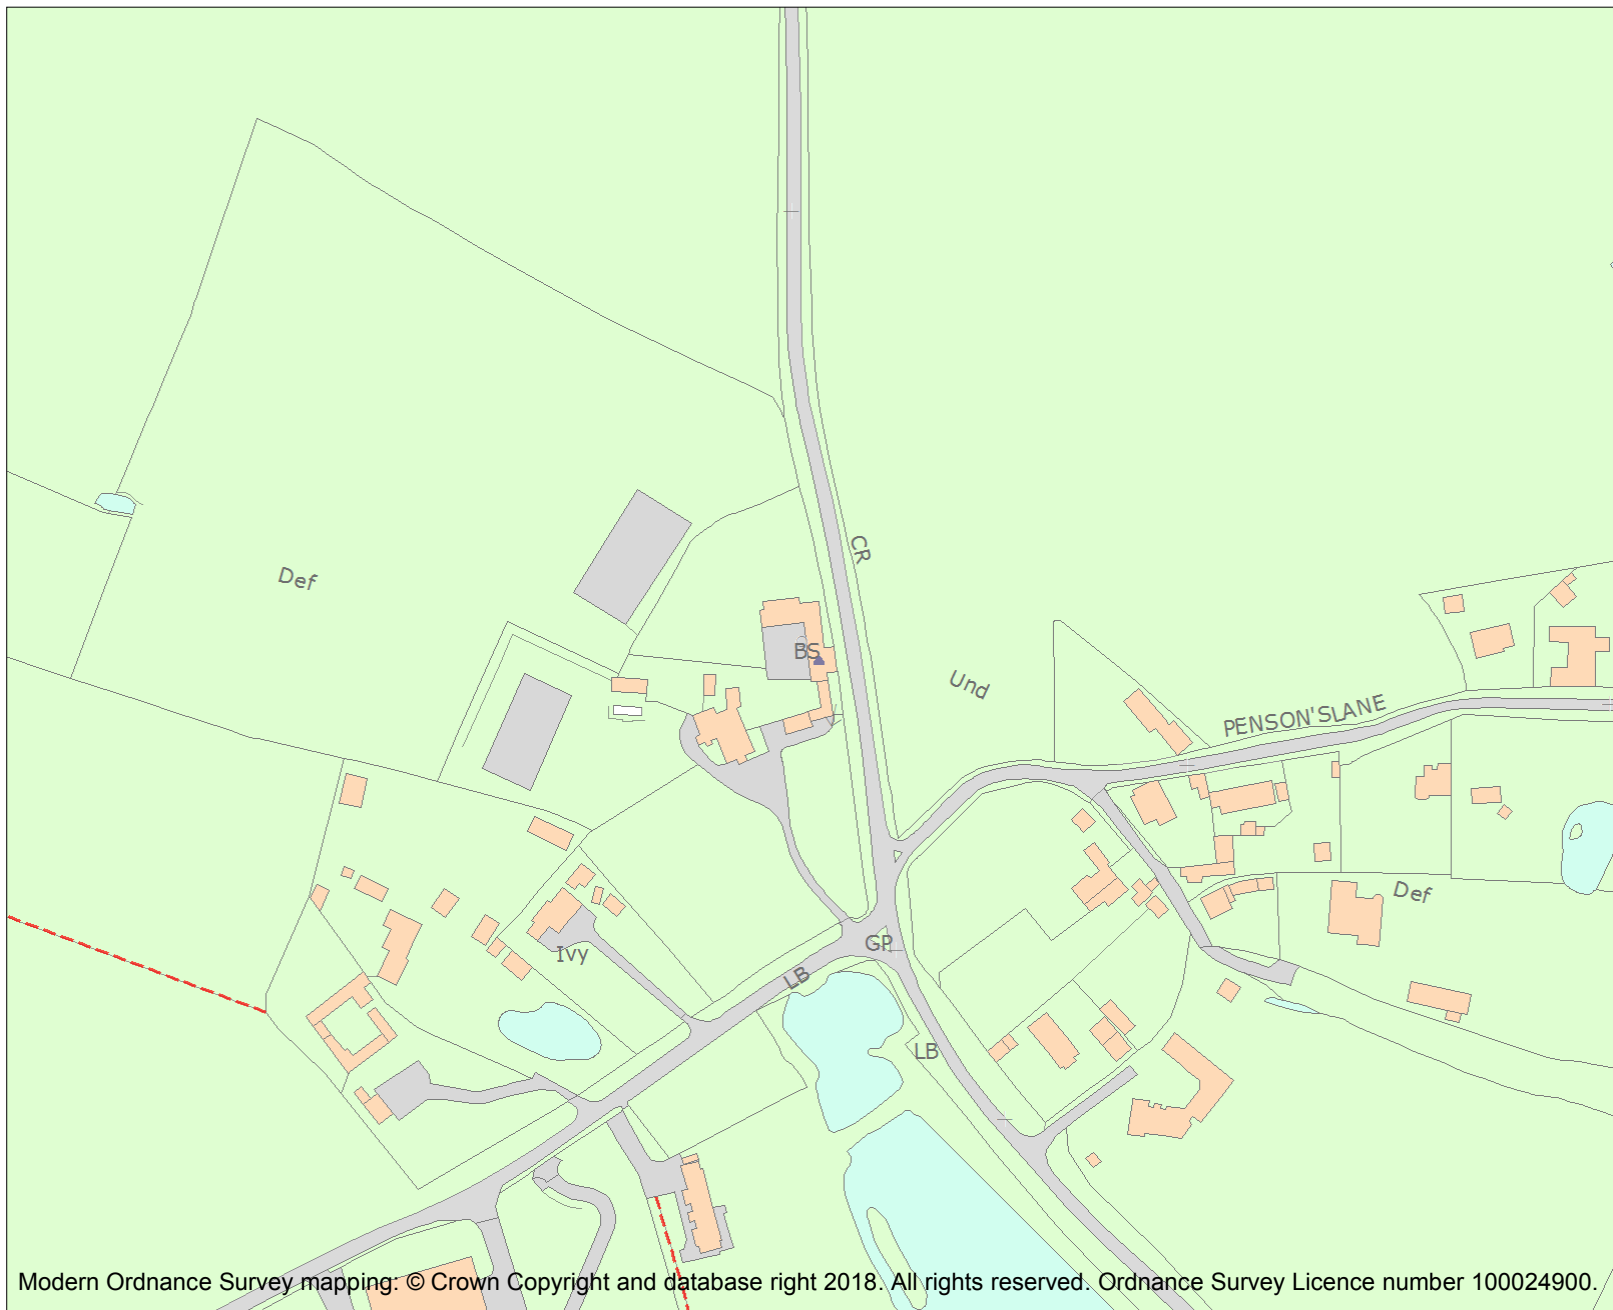 CR
Def
BS
Und
PENSON'S LANE
Def
GP
Ivy
LB
LB
Modern Ordnance Survey mapping: © Crown Copyright and database right 2018. All rights reserved. Ordnance Survey Licence number 100024900.